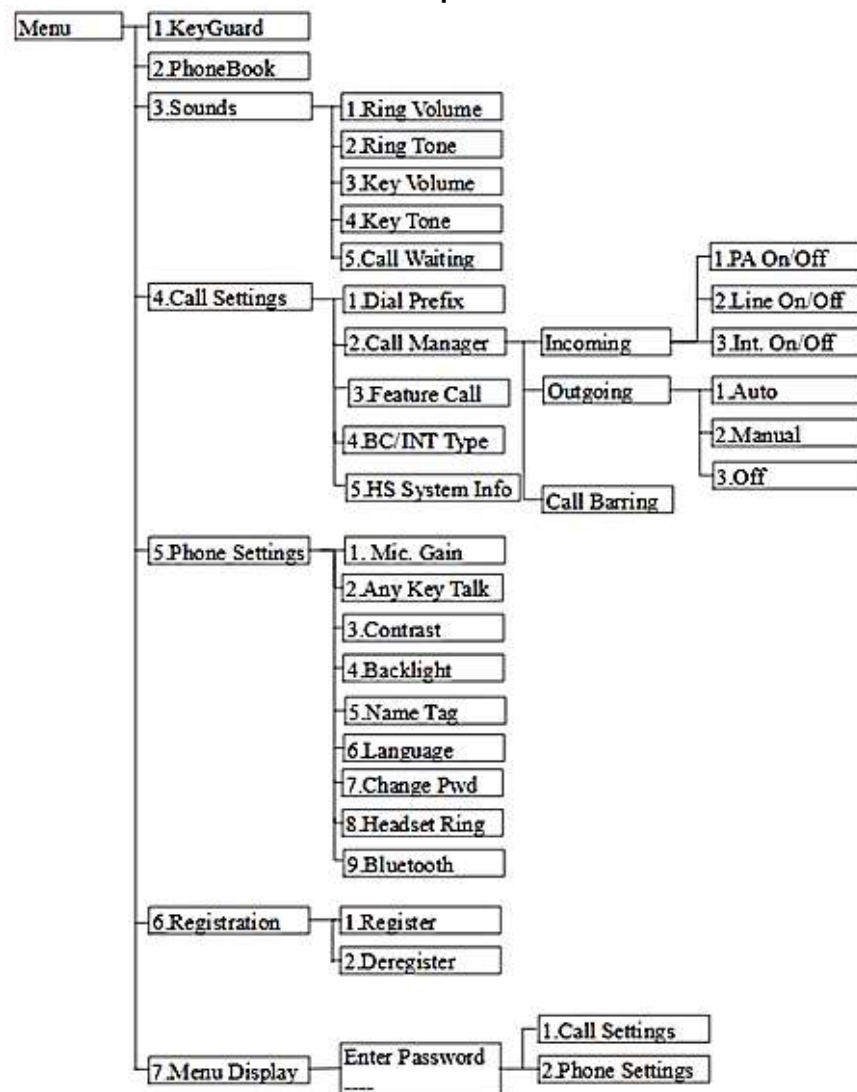 Menu
1.KeyGuard
2.PhoneBook
3.Sounds
1.Ring Volume
2.Ring Tone
3.Key Volume
4.Key Tone
5.Call Waiting
4.Call Settings
1.Dial Prefix
2.Call Manager
Incoming
1.PA On/Off
2.Line On/Off
3.Int. On/Off
Outgoing
1.Auto
2.Manual
3.Off
Call Barring
3.Feature Call
4.BC/INT Type
5.HS System Info
5.Phone Settings
1. Mic. Gain
2.Any Key Talk
3.Contrast
4.Backlight
5.Name Tag
6.Language
7.Change Pwd
8.Headset Ring
9.Bluetooth
6.Registration
1.Register
2.Deregister
7.Menu Display
Enter Password
----
1.Call Settings
2.Phone Settings